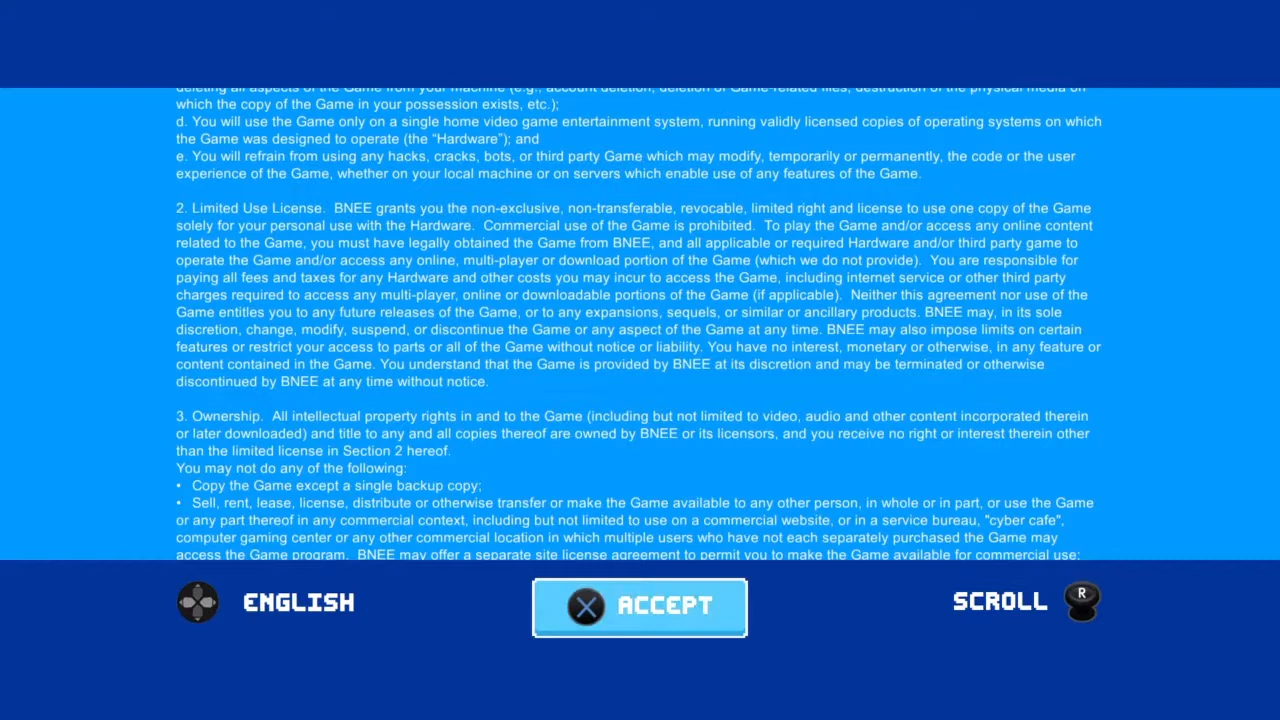 deleting all aspects of the Game from your machine (e.g., account deletion, deletion of Game-related files, destruction of the physical media on
which the copy of the Game in your possession exists, etc.);
d. You will use the Game only on a single home video game entertainment system, running validly licensed copies of operating systems on which
the Game was designed to operate (the “Hardware”); and
e. You will refrain from using any hacks, cracks, bots, or third party Game which may modify, temporarily or permanently, the code or the user
experience of the Game, whether on your local machine or on servers which enable use of any features of the Game.
2. Limited Use License.  BNEE grants you the non-exclusive, non-transferable, revocable, limited right and license to use one copy of the Game
solely for your personal use with the Hardware.  Commercial use of the Game is prohibited.  To play the Game and/or access any online content
related to the Game, you must have legally obtained the Game from BNEE, and all applicable or required Hardware and/or third party game to
operate the Game and/or access any online, multi-player or download portion of the Game (which we do not provide).  You are responsible for
paying all fees and taxes for any Hardware and other costs you may incur to access the Game, including internet service or other third party
charges required to access any multi-player, online or downloadable portions of the Game (if applicable).  Neither this agreement nor use of the
Game entitles you to any future releases of the Game, or to any expansions, sequels, or similar or ancillary products. BNEE may, in its sole
discretion, change, modify, suspend, or discontinue the Game or any aspect of the Game at any time. BNEE may also impose limits on certain
features or restrict your access to parts or all of the Game without notice or liability. You have no interest, monetary or otherwise, in any feature or
content contained in the Game. You understand that the Game is provided by BNEE at its discretion and may be terminated or otherwise
discontinued by BNEE at any time without notice.
3. Ownership.  All intellectual property rights in and to the Game (including but not limited to video, audio and other content incorporated therein
or later downloaded) and title to any and all copies thereof are owned by BNEE or its licensors, and you receive no right or interest therein other
than the limited license in Section 2 hereof.
You may not do any of the following:
•  Copy the Game except a single backup copy;
•  Sell, rent, lease, license, distribute or otherwise transfer or make the Game available to any other person, in whole or in part, or use the Game
or any part thereof in any commercial context, including but not limited to use on a commercial website, or in a service bureau, "cyber cafe",
computer gaming center or any other commercial location in which multiple users who have not each separately purchased the Game may
access the Game program.  BNEE may offer a separate site license agreement to permit you to make the Game available for commercial use;
ENGLISH
ACCEPT
SCROLL R